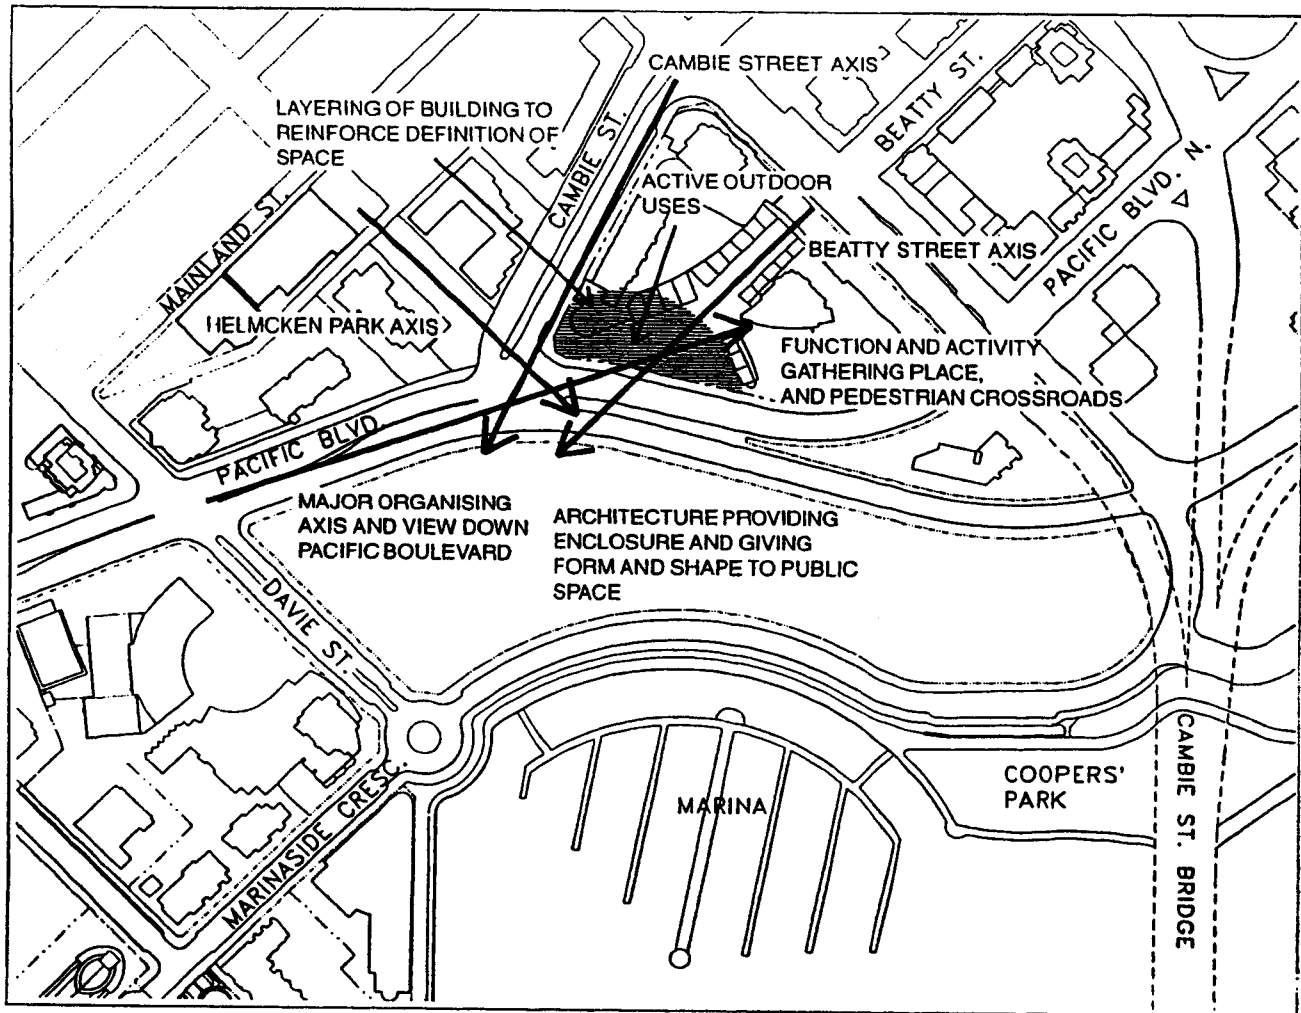 CAMBIE STREET AXIS
BEATTY ST.
LAYERING OF BUILDING TO
REINFORCE DEFINITION OF
SPACE
CAMBIE ST.
ACTIVE OUTDOOR
USES
MAINLAND ST.
BEATTY STREET AXIS
PACIFIC BLVD. N.
HELMCKEN PARK AXIS
FUNCTION AND ACTIVITY
GATHERING PLACE,
AND PEDESTRIAN CROSSROADS
PACIFIC BLVD.
MAJOR ORGANISING
AXIS AND VIEW DOWN
PACIFIC BOULEVARD
ARCHITECTURE PROVIDING
ENCLOSURE AND GIVING
FORM AND SHAPE TO PUBLIC
SPACE
DAVIE ST.
MARINASIDE CRESC.
MARINA
COOPERS'
PARK
CAMBIE ST. BRIDGE